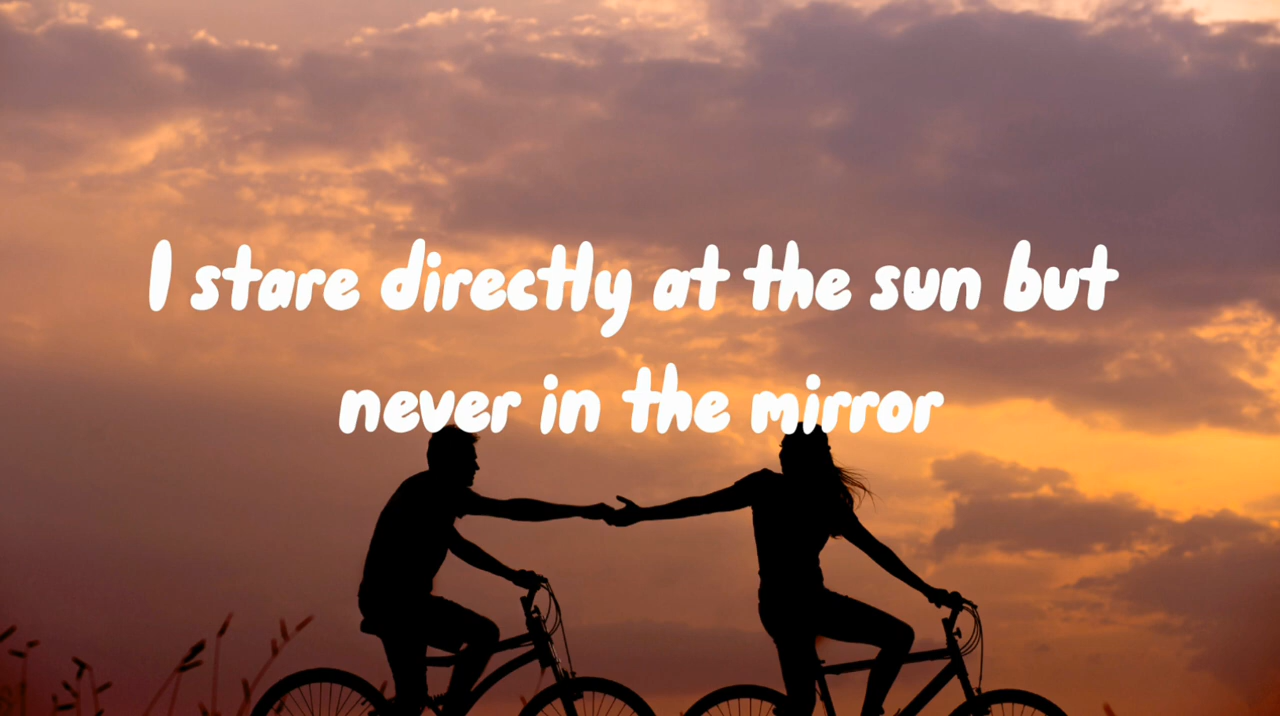 I stare directly at the sun but
never in the mirror